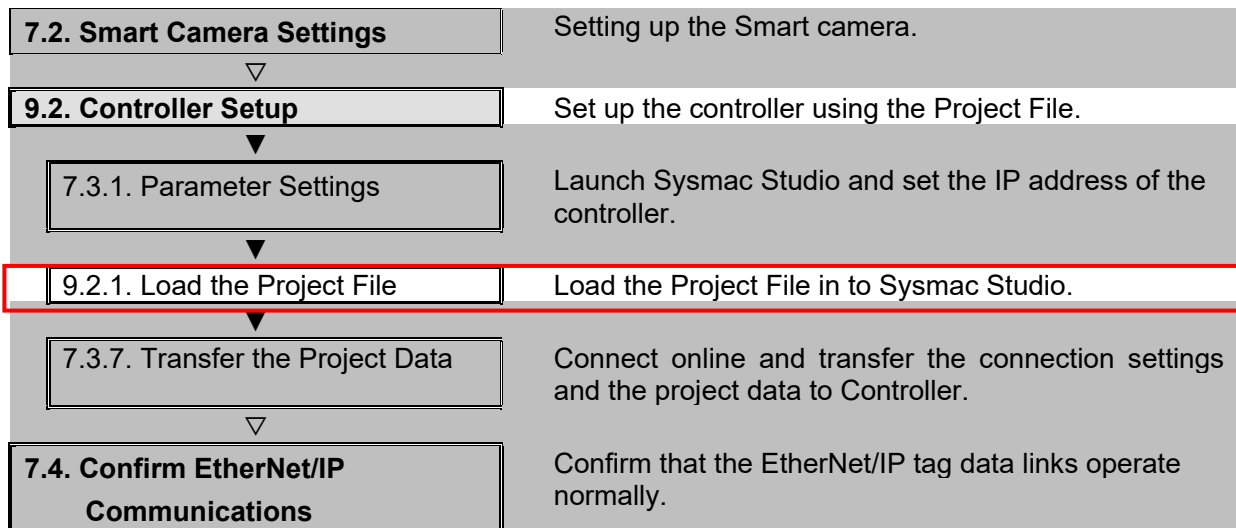 7.2. Smart Camera Settings
Setting up the Smart camera.
9.2. Controller Setup
Set up the controller using the Project File.
7.3.1. Parameter Settings
Launch Sysmac Studio and set the IP address of the
controller.
9.2.1. Load the Project File
Load the Project File in to Sysmac Studio.
7.3.7. Transfer the Project Data
Connect online and transfer the connection settings
and the project data to Controller.
7.4. Confirm EtherNet/IP
Communications
Confirm that the EtherNet/IP tag data links operate
normally.